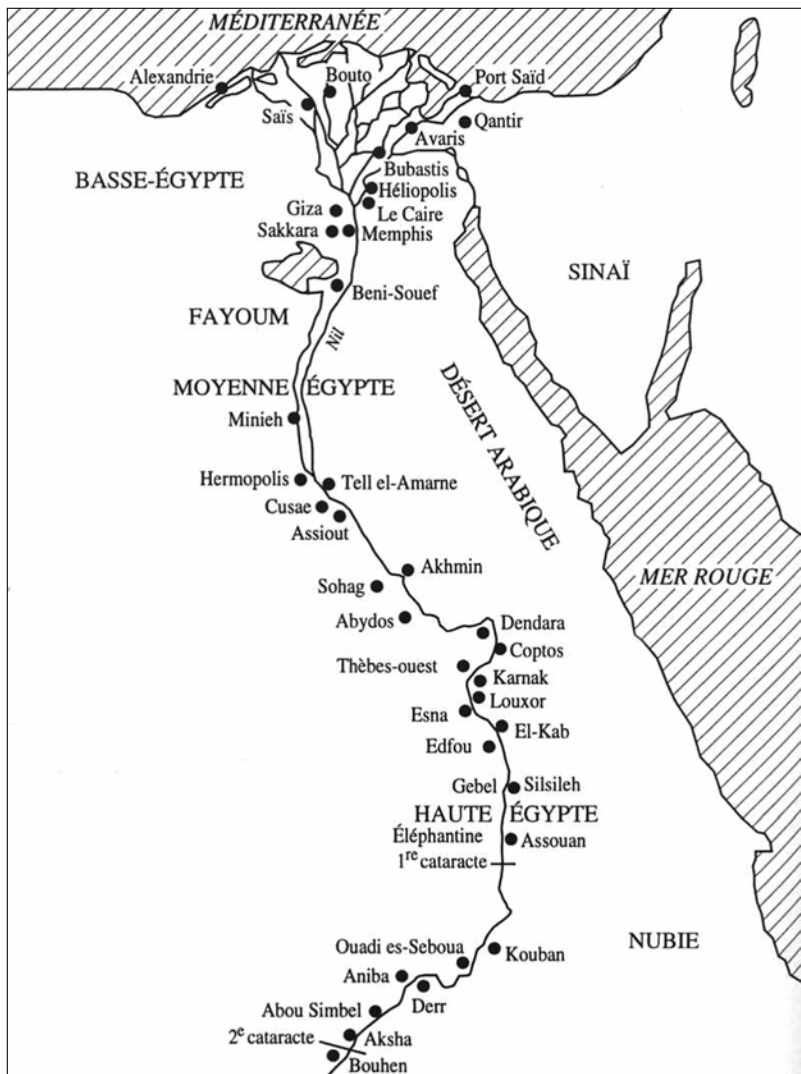 MÉDITERRANÉE
Alexrandrie
Bouto
Port Saïd
Saïs
Qantir
Avaris
BASSE-ÉGYPTE
Bubastis
Héliopolis
Giza
Le Caire
Sakkara
Memphis
SINAÏ
Beni-Souef
FAYOUM
Nil
MOYENNE ÉGYPTE
DÉSERT ARABIQUE
Minieh
Hermopolis
Tell el-Amarne
Cusae
Assiout
Akhmin
MER ROUGE
Sohag
Abydos
Dendara
Coptos
Thèbes-ouest
Karnak
Louxor
Esna
El-Kab
Edfou
Gebel Silsileh
HAUTE ÉGYPTE
Éléphantine
Assouan
1re cataracte
NUBIE
Ouadi es-Seboua
Kouban
Aniba
Derr
Abou Simbel
2e cataracte
Aksha
Bouhen